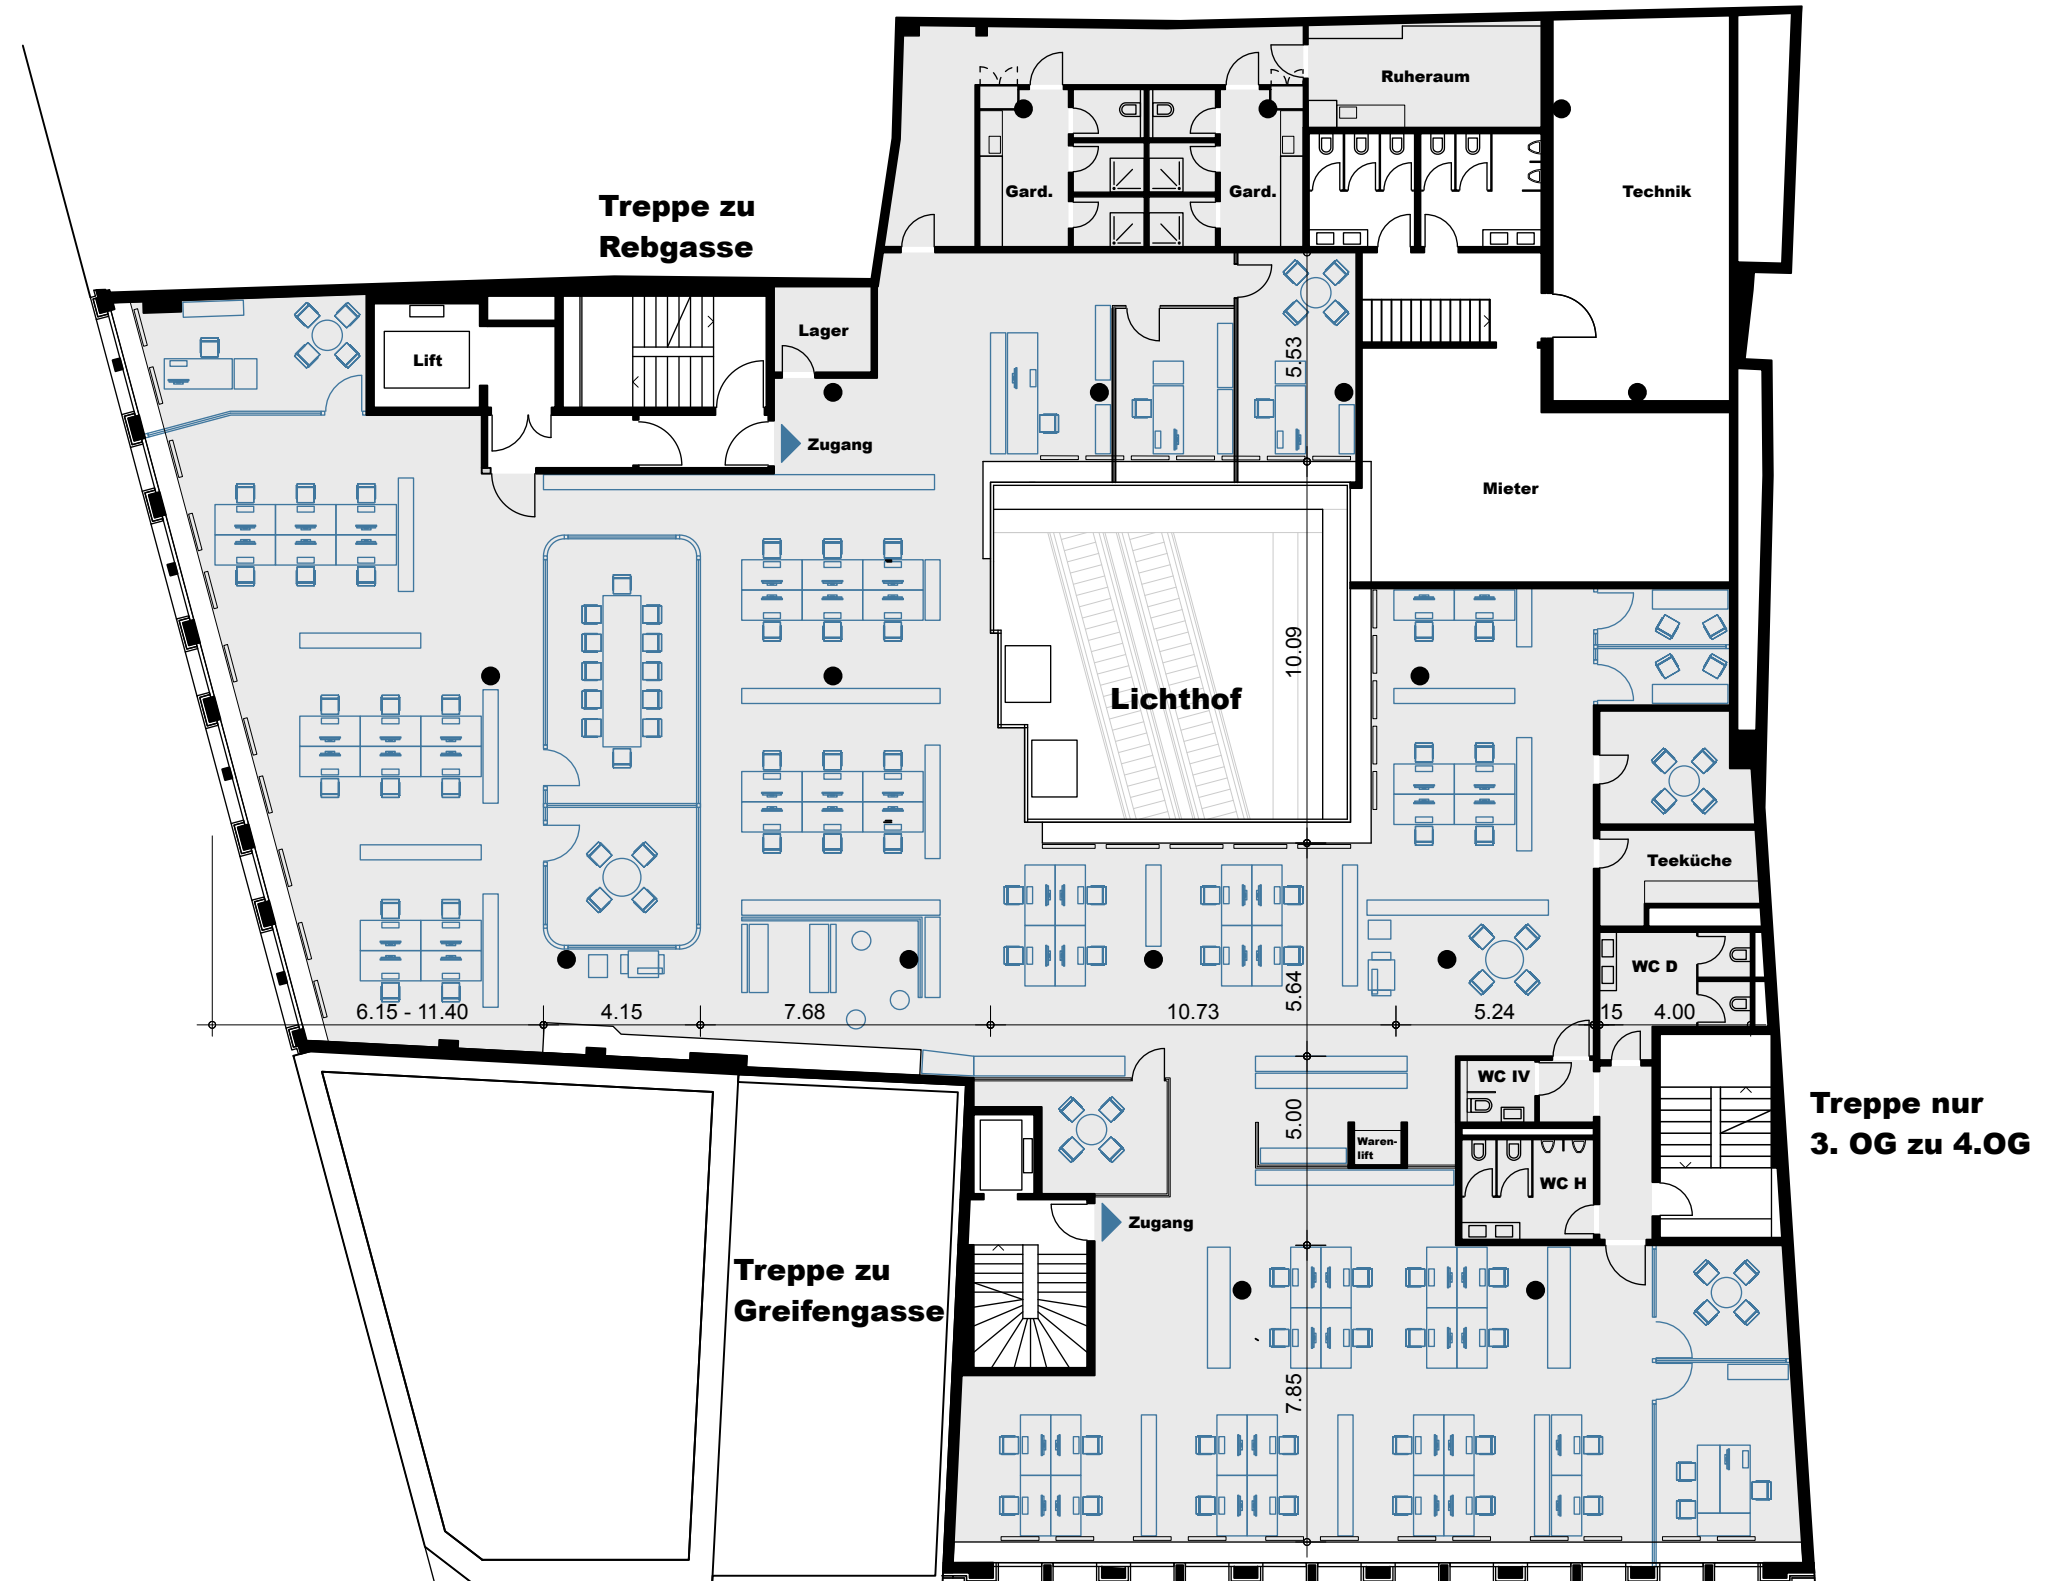 Ruheraum
Gard.
Gard.
Technik
Treppe zu
Rebgasse
Lift
Lager
5.53
Zugang
Mieter
10.09
Lichthof
Teeküche
WC D
5.64
6.15 - 11.40
4.15
7.68
10.73
5.24
15
4.00
WC IV
5.00
Waren-
lift
WC H
Treppe nur
3. OG zu 4.OG
Zugang
Treppe zu
Greifengasse
7.85